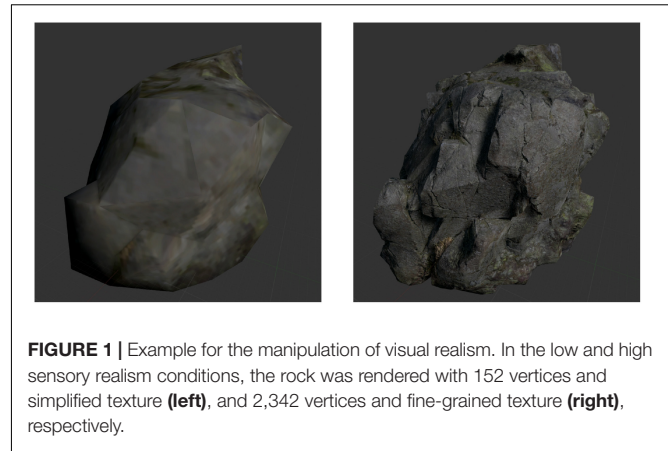 FIGURE 1 | Example for the manipulation of visual realism. In the low and high
sensory realism conditions, the rock was rendered with 152 vertices and
simplified texture (left), and 2,342 vertices and fine-grained texture (right),
respectively.